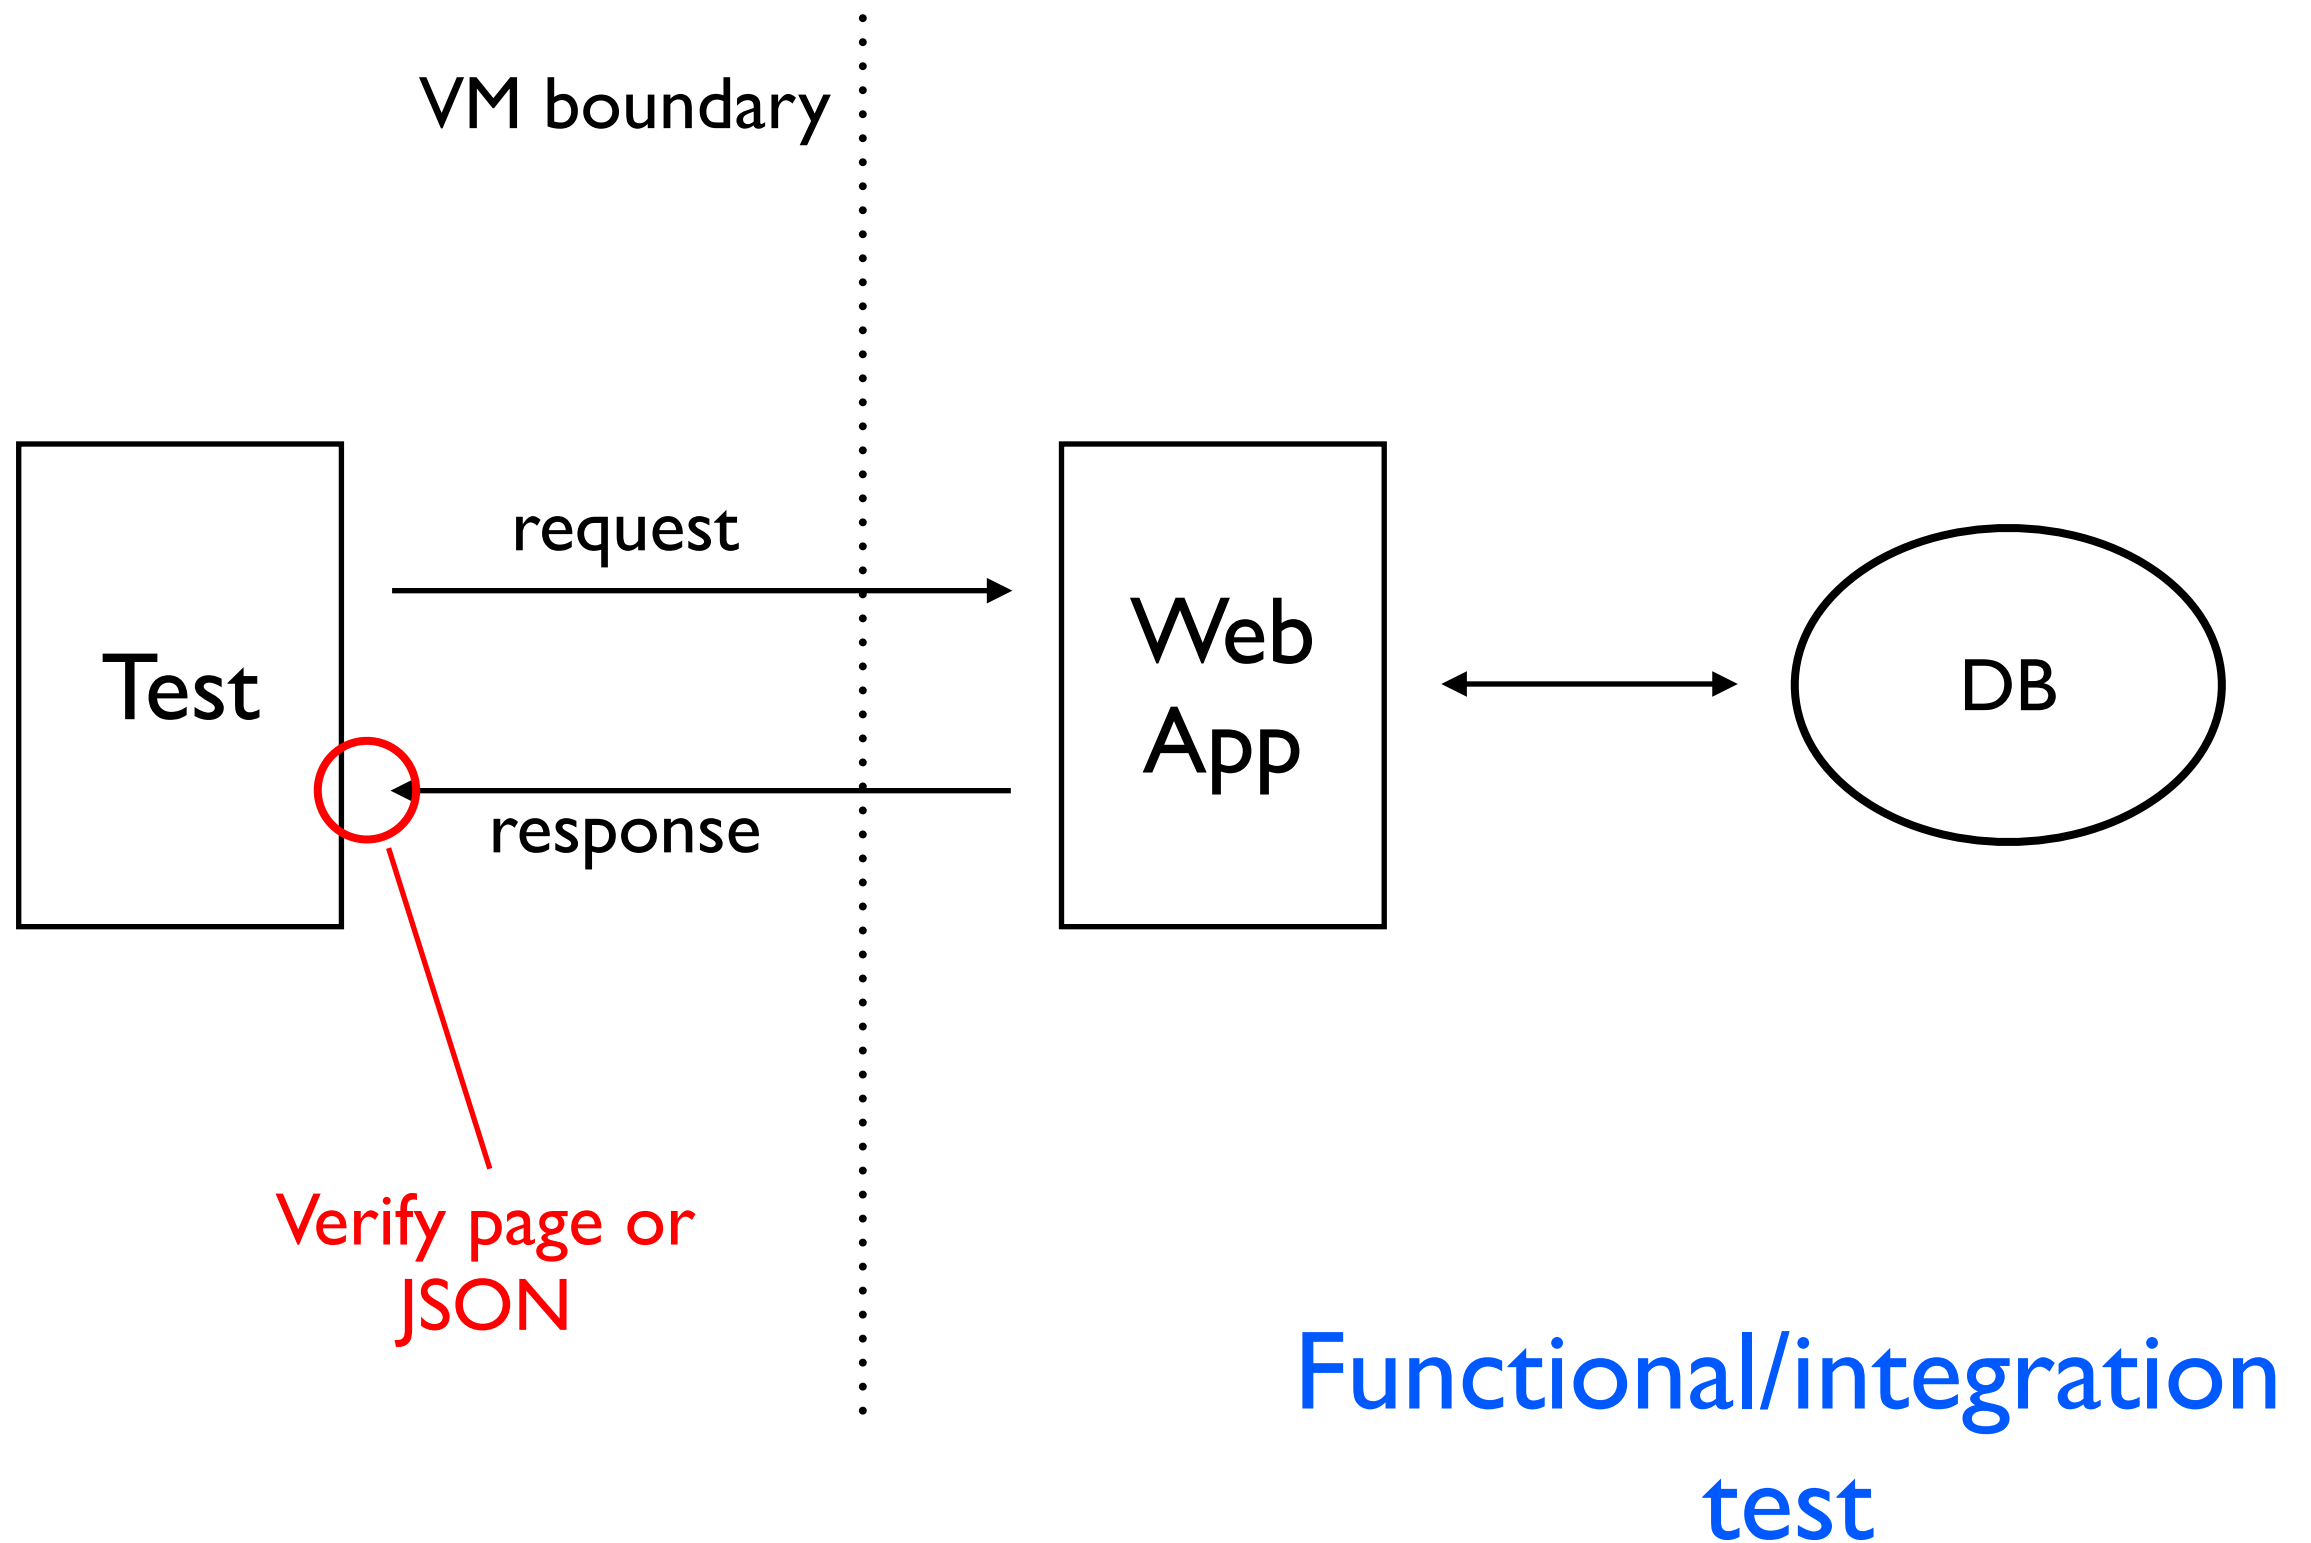 VM boundary
request
Test
Web
App
DB
response
Verify page or
JSON
Functional/integration
test